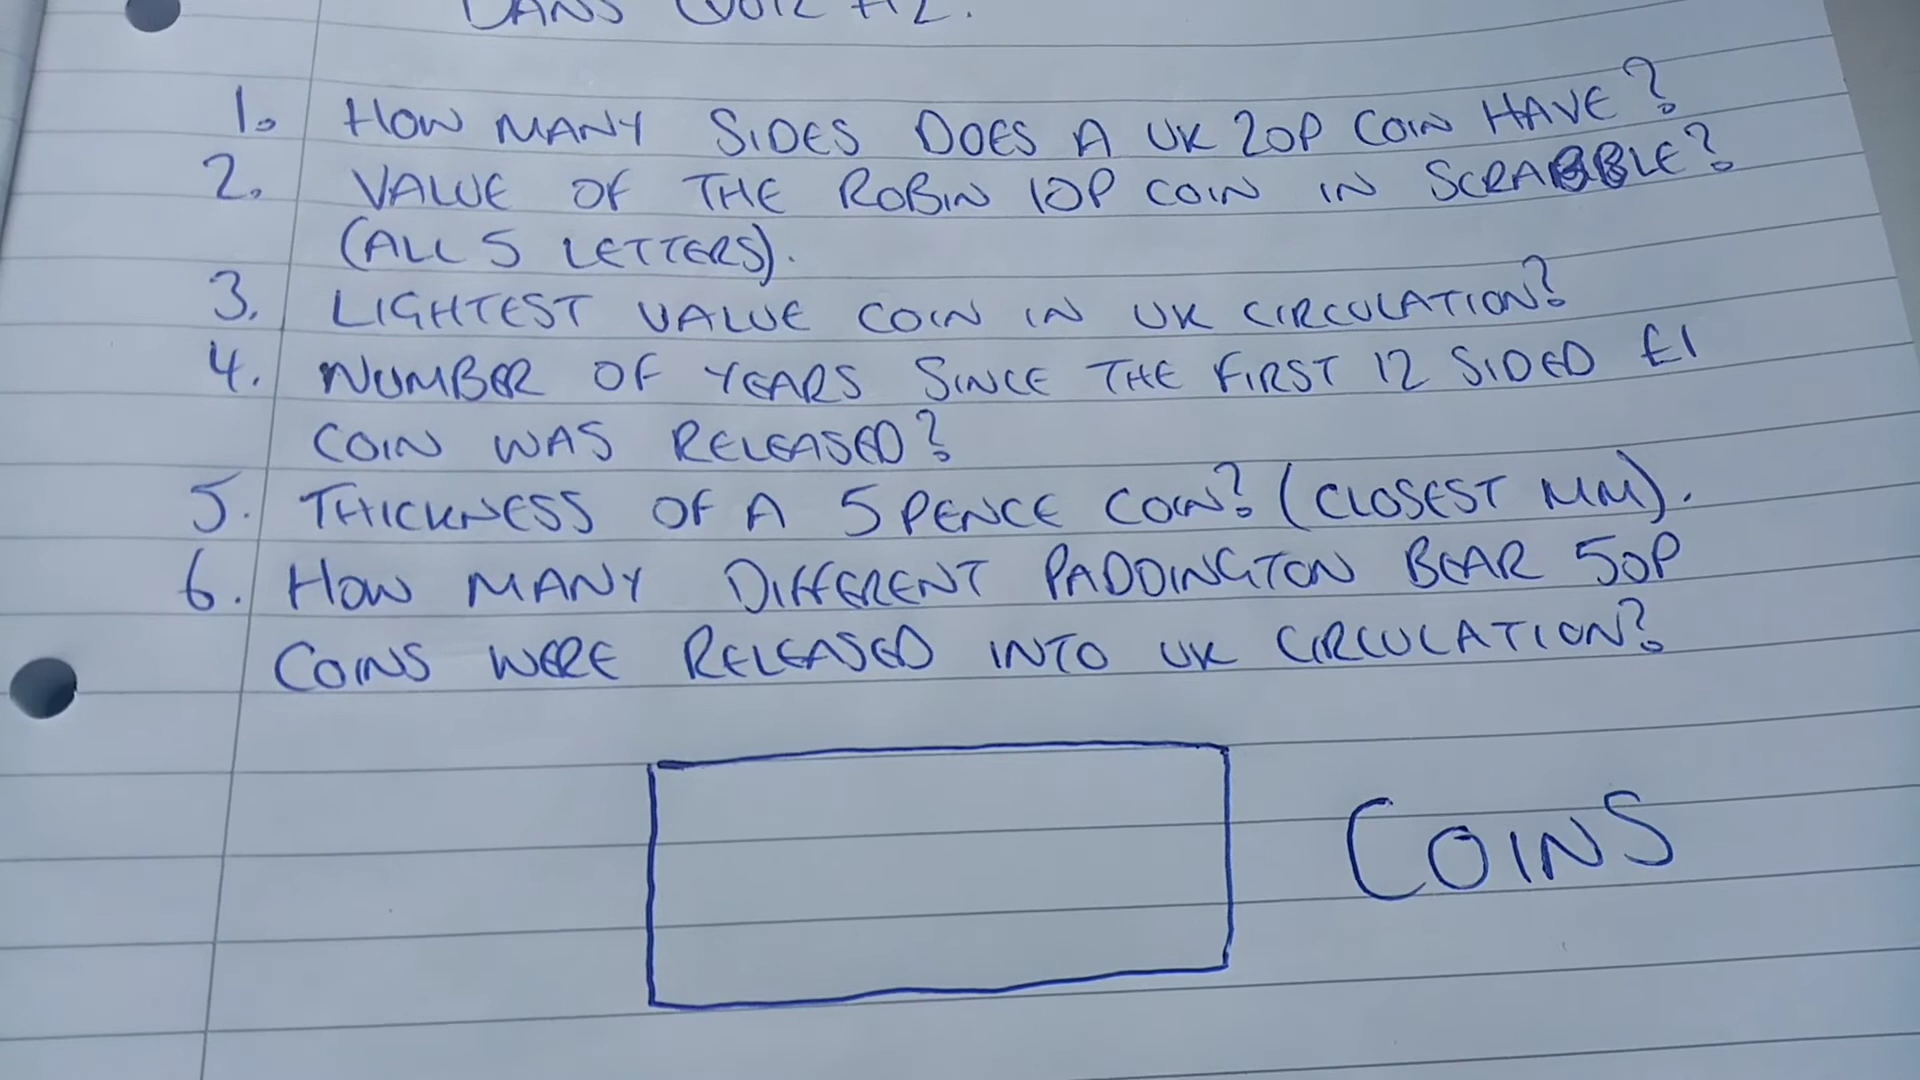 DANS QUIZ #2.
1. HOW MANY SIDES DOES A UK 20P COIN HAVE?
2. VALUE OF THE ROBIN 10P COIN IN SCRABBLE?
(ALL 5 LETTERS).
3. LIGHTEST VALUE COIN IN UK CIRCULATION?
4. NUMBER OF YEARS SINCE THE FIRST 12 SIDED £1
COIN WAS RELEASED?
5. THICKNESS OF A 5 PENCE COIN? (CLOSEST MM).
6. HOW MANY DIFFERENT PADDINGTON BEAR 50P
COINS WERE RELEASED INTO UK CIRCULATION?
COINS